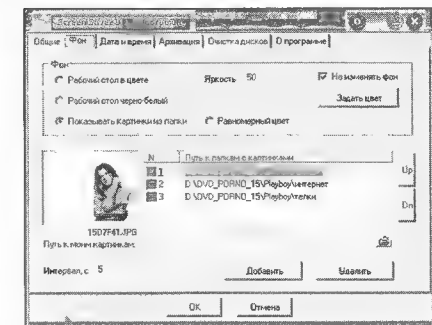 Общие Фон Дата и время Архивация Очистка дисков О программе
Фон
Рабочий стол в цвете Яркость 50 Не изменять фон
Рабочий стол черно белый Задать цвет
Показывать картинки из папки Равномерный цвет
N Путь к папкам с картинками
1 Up
2 D:\DVD_PORNO_15\Playboy\интернет
3 D:\DVD_PORNO_15\Playboy\телки
Dn
15D7F41.JPG
Путь к моим картинкам:
Интервал, с 5 Добавить Удалить
OK Отмена